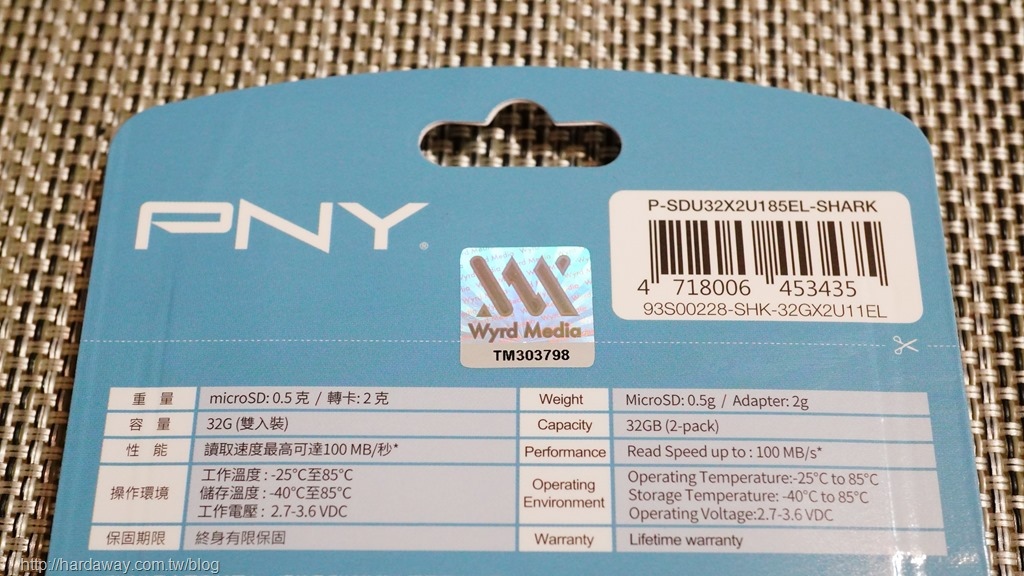 PNY®
P-SDU32X2U185EL-SHARK
4 718006 453435
93S00228-SHK-32GX2U11EL
Wyrd Media
TM303798
重 量 microSD: 0.5 克 / 轉卡: 2 克 Weight MicroSD: 0.5g / Adapter: 2g
容 量 32G (雙入裝) Capacity 32GB (2-pack)
性 能 讀取速度最高可達100 MB/秒* Performance Read Speed up to : 100 MB/s*
操作環境
工作溫度 : -25°C至85°C
儲存溫度 : -40°C至85°C
工作電壓 : 2.7-3.6 VDC
Operating
Environment
Operating Temperature:-25°C to 85°C
Storage Temperature: -40°C to 85°C
Operating Voltage:2.7-3.6 VDC
保固期限 終身有限保固 Warranty Lifetime warranty
http://hardaway.com.tw/blog